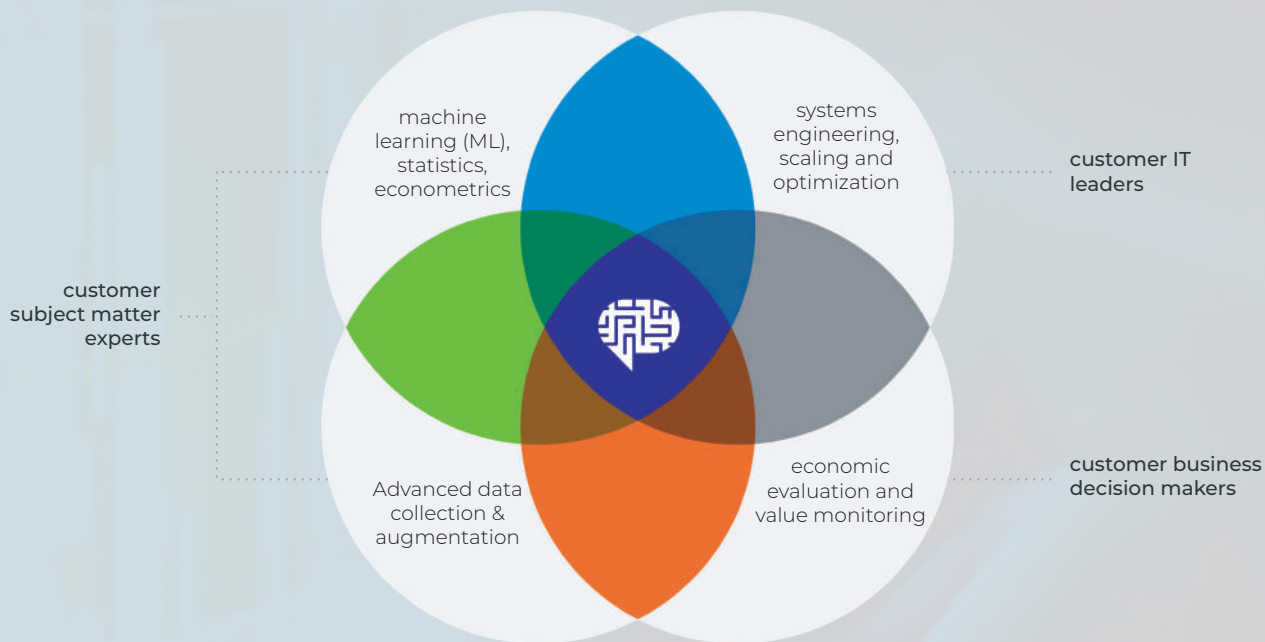 machine
learning (ML),
statistics,
econometrics
systems
engineering,
scaling and
optimization
customer IT
leaders
customer
subject matter
experts
Advanced data
collection &
augmentation
economic
evaluation and
value monitoring
customer business
decision makers